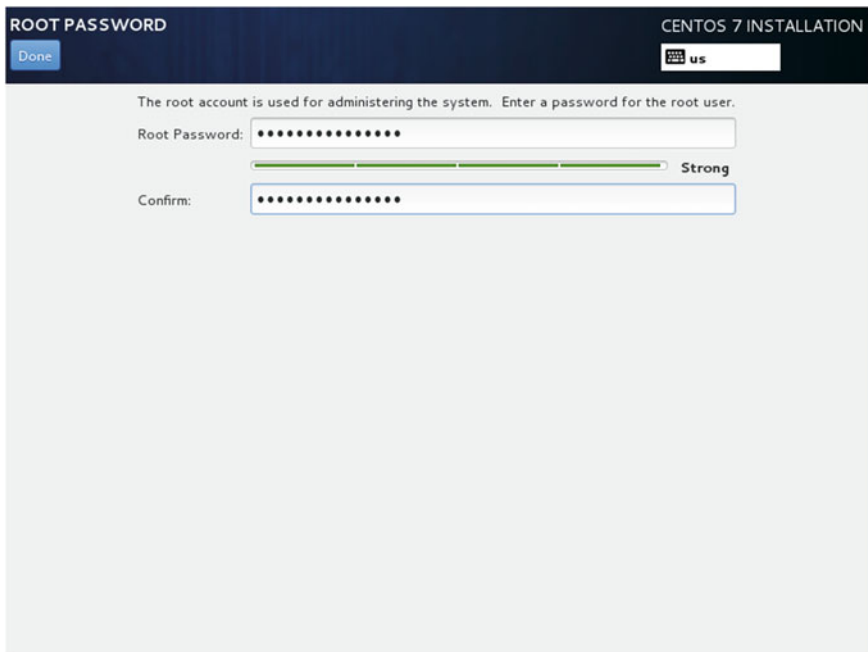 ROOT PASSWORD
CENTOS 7 INSTALLATION
Done
us
The root account is used for administering the system. Enter a password for the root user.
Root Password: •••••••••••••••
Strong
Confirm: •••••••••••••••